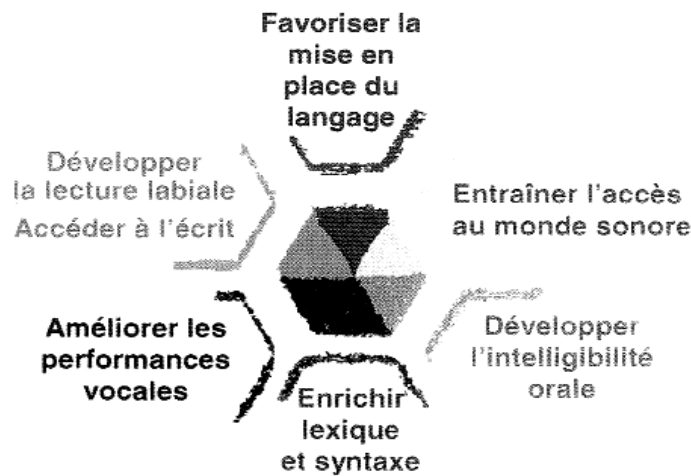 Favoriser la
mise en
place du
langage
Développer
la lecture labiale
Accéder à l'écrit
Entraîner l'accès
au monde sonore
Améliorer les
performances
vocales
Développer
l'intelligibilité
orale
Enrichir
lexique
et syntaxe